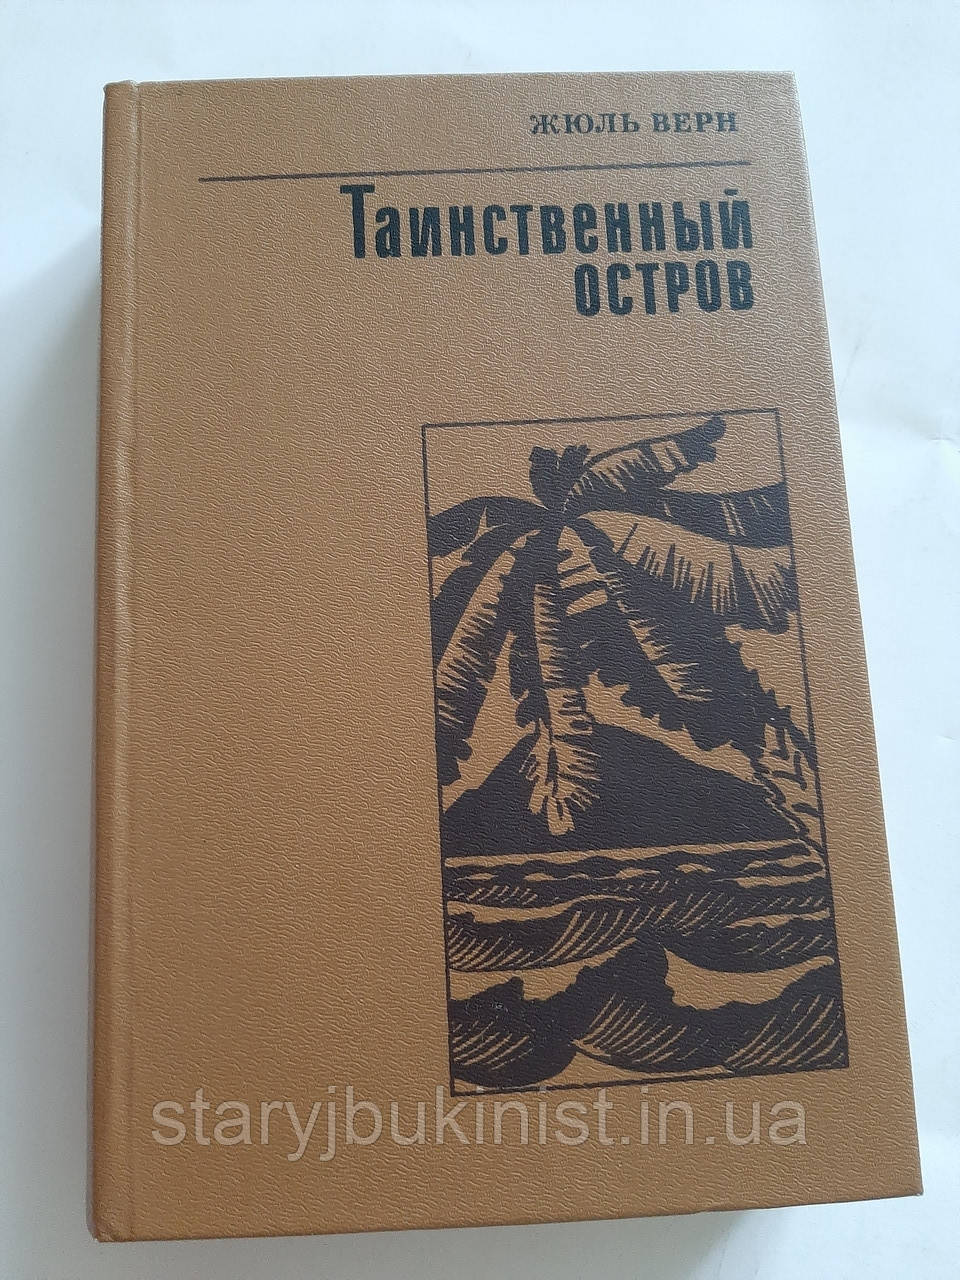 ЖЮЛЬ ВЕРН
Таинственный
остров
staryjbukinist.in.ua